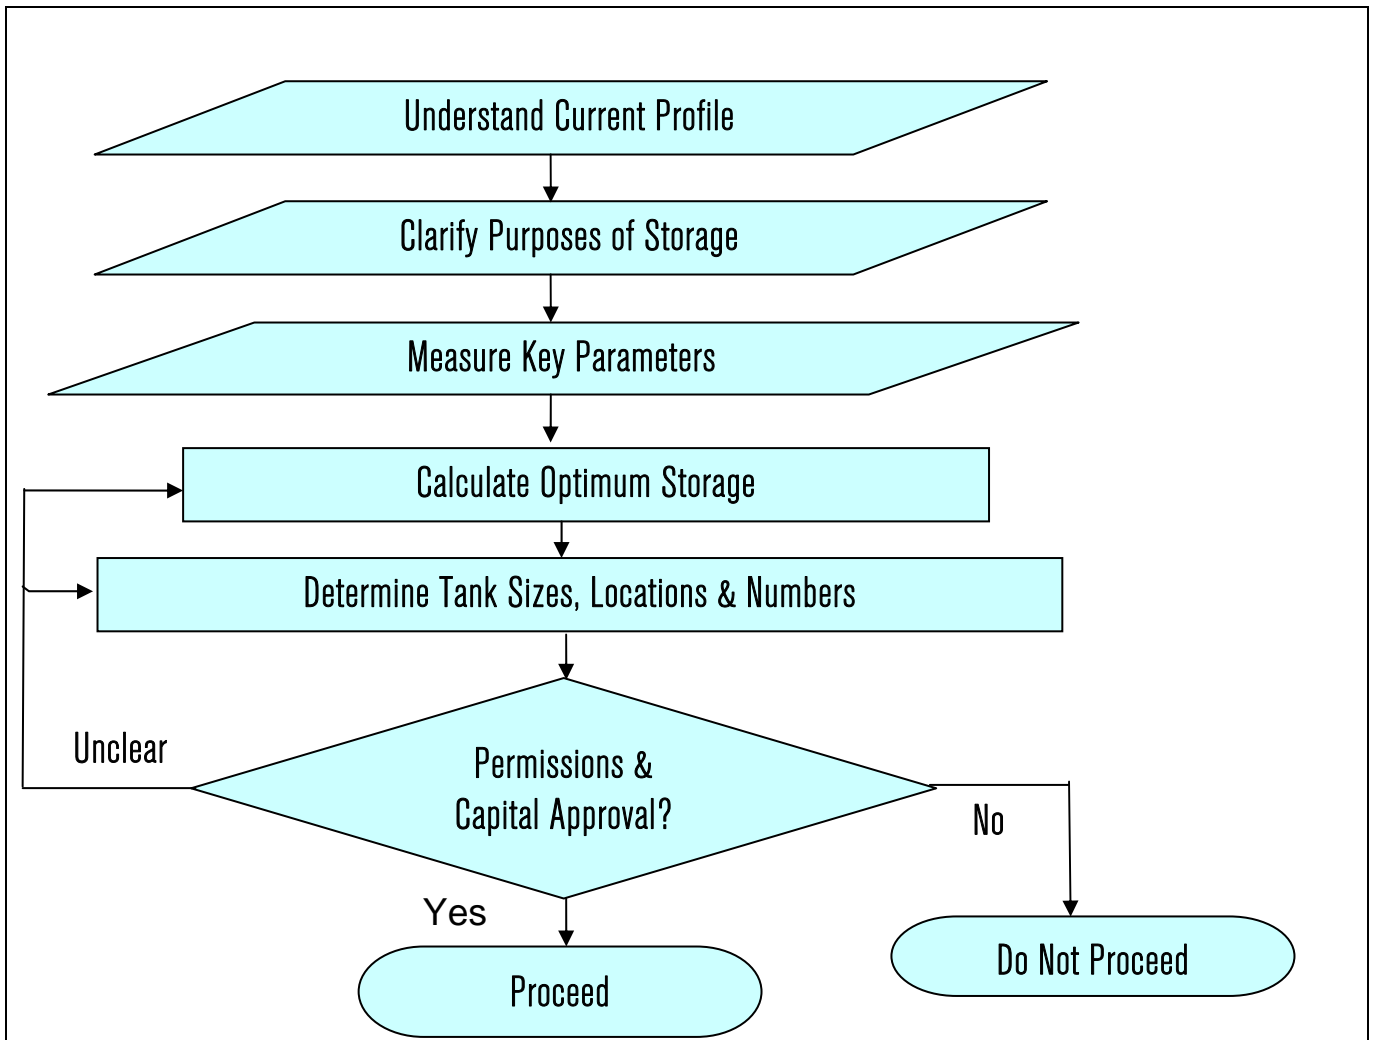 Understand Current Profile
Clarify Purposes of Storage
Measure Key Parameters
Calculate Optimum Storage
Determine Tank Sizes, Locations & Numbers
Unclear
Permissions &
Capital Approval?
No
Yes
Do Not Proceed
Proceed